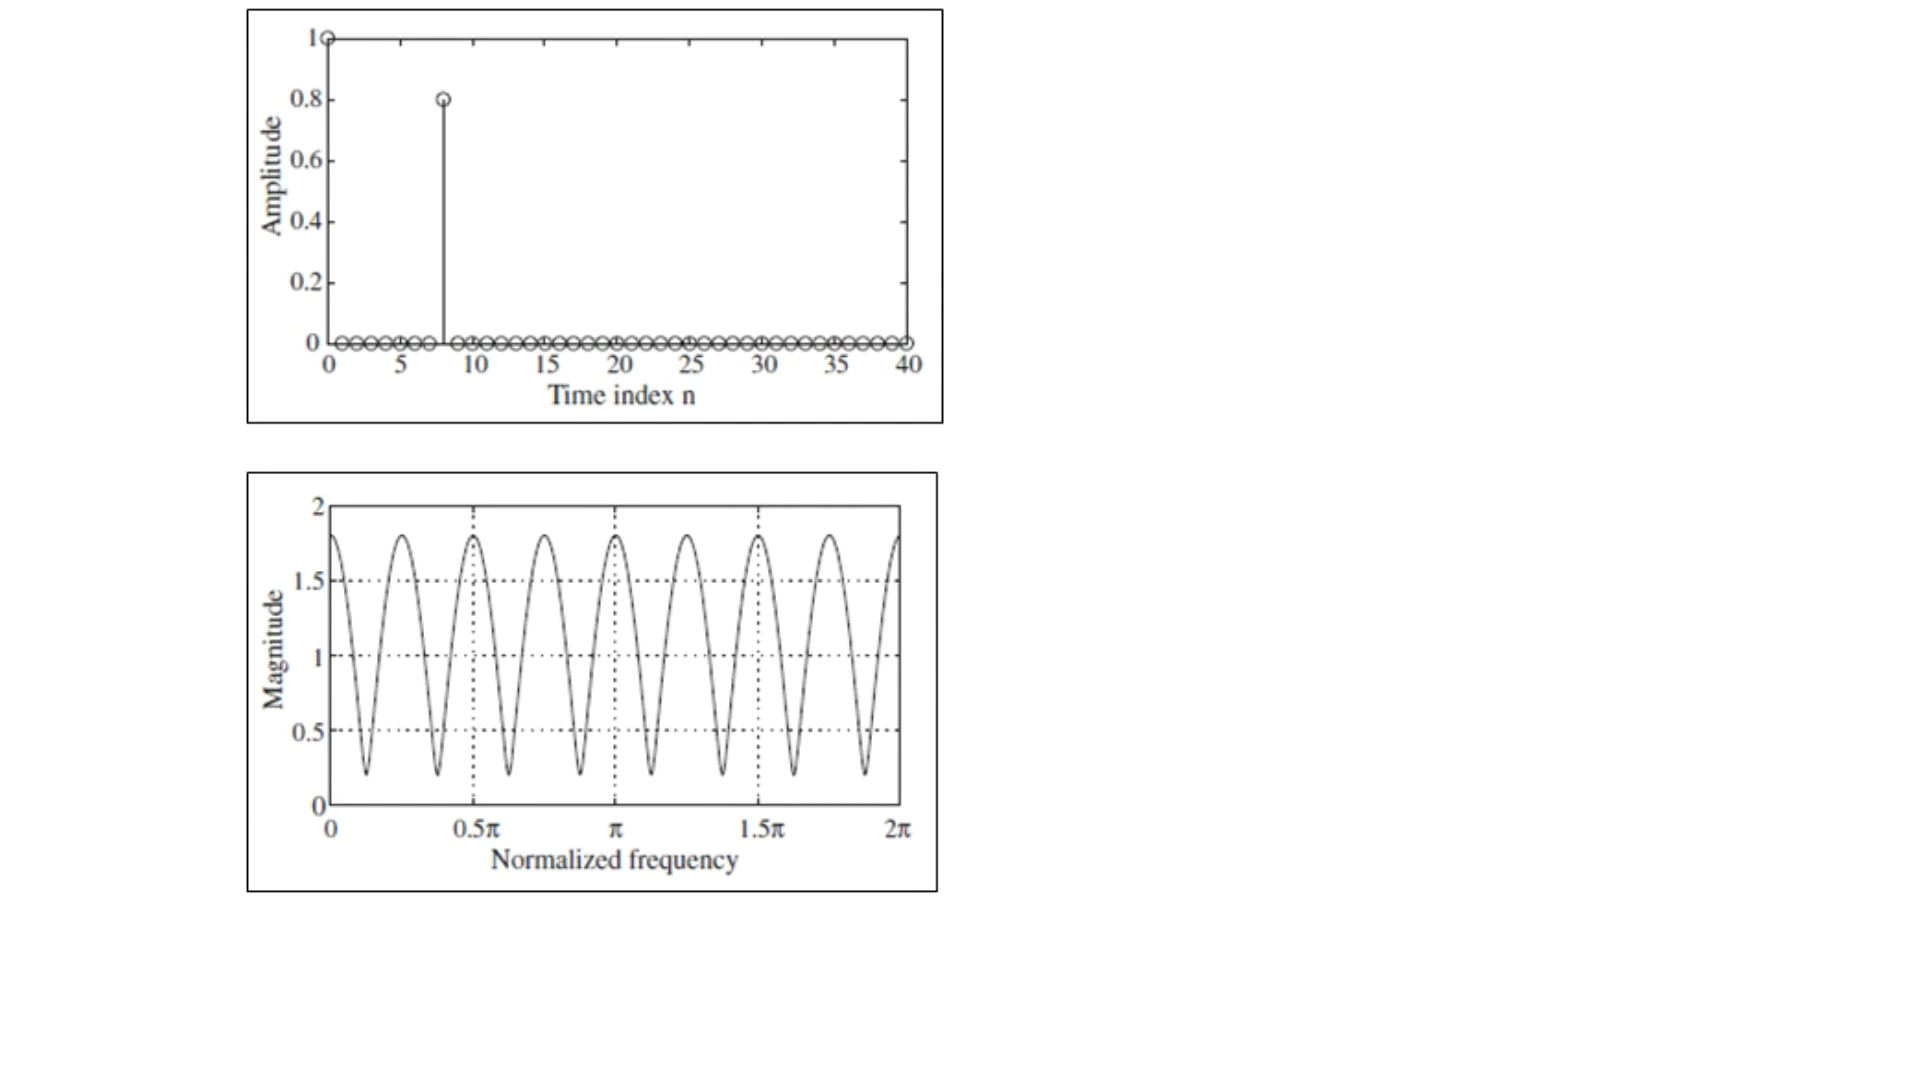 1
0.8
0.6
0.4
0.2
0
Amplitude
0 5 10 15 20 25 30 35 40
Time index n
2
1.5
1
0.5
0
Magnitude
0 0.5π π 1.5π 2π
Normalized frequency